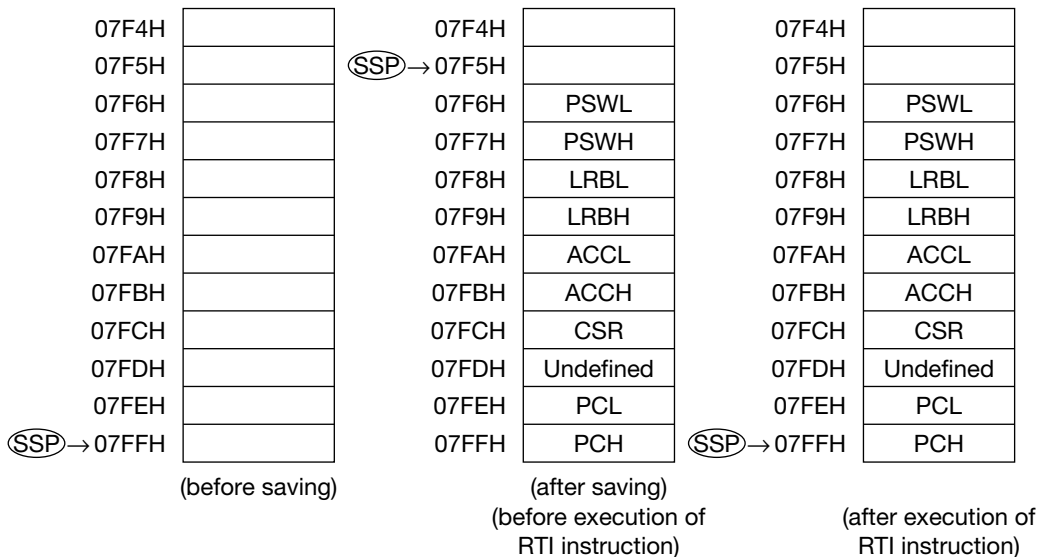 07F4H 07F4H 07F4H
07F5H SSP→07F5H 07F5H
07F6H 07F6H PSWL 07F6H PSWL
07F7H 07F7H PSWH 07F7H PSWH
07F8H 07F8H LRBL 07F8H LRBL
07F9H 07F9H LRBH 07F9H LRBH
07FAH 07FAH ACCL 07FAH ACCL
07FBH 07FBH ACCH 07FBH ACCH
07FCH 07FCH CSR 07FCH CSR
07FDH 07FDH Undefined 07FDH Undefined
07FEH 07FEH PCL 07FEH PCL
SSP→07FFH 07FFH PCH SSP→07FFH PCH
(before saving) (after saving)
(before execution of (after execution of
RTI instruction) RTI instruction)